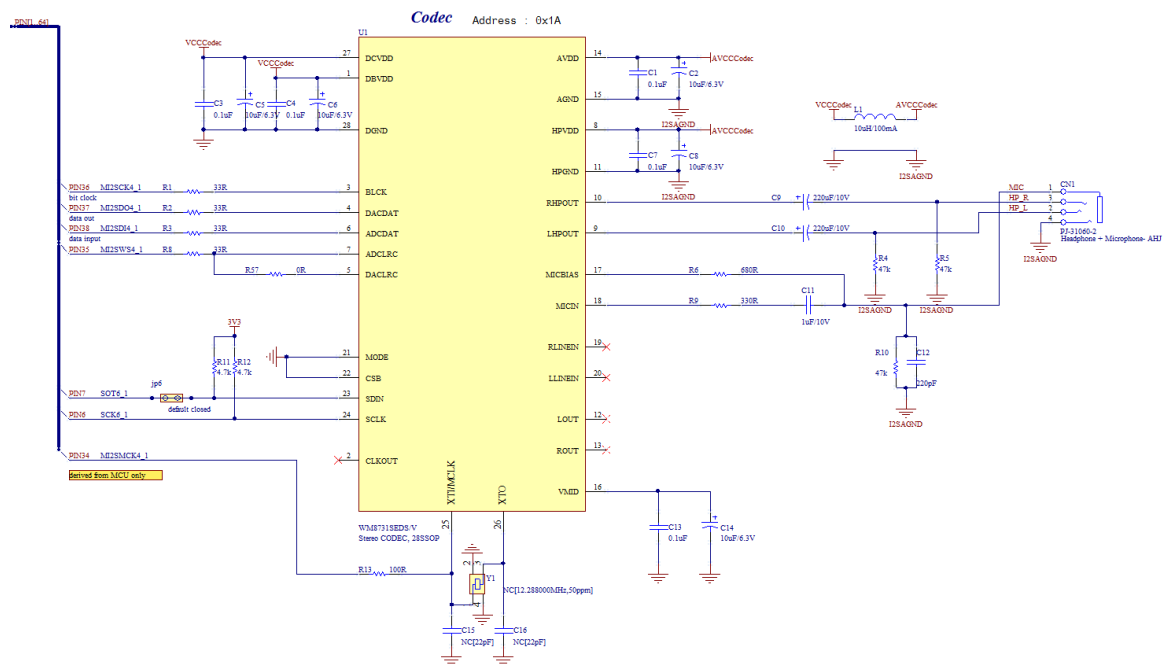 PIN[1..64]
Codec Address : 0x1A
U1
VCCCodec
27 DCVDD
VCCCodec
1 DBVDD
C3
0.1uF
C5
10uF/6.3V
C4
0.1uF
C6
10uF/6.3V
28 DGND
PIN36 MI2SCK4_1 R1 33R 3 BLCK
bit clock
PIN37 MI2SDO4_1 R2 33R 4 DACDAT
data out
PIN38 MI2SDI4_1 R3 33R 6 ADCDAT
data input
PIN35 MI2SWS4_1 R8 33R 7 ADCLRC
R57 0R 5 DACLRC
3V3
R11
4.7k
R12
4.7k
21 MODE
22 CSB
jp6
PIN7 SOT6_1 23 SDIN
default closed
PIN6 SCK6_1 24 SCLK
PIN34 MI2SMCK4_1 2 CLKOUT
derived from MCU only
XTI/MCLK
XTO
25
26
WM8731SEDS/V
Stereo CODEC, 28SSOP
R13 100R
2
3
Y1
4
NC[12.288000MHz,50ppm]
C15
NC[22pF]
C16
NC[22pF]
AVDD 14 AVCCCodec
C1
0.1uF
C2
10uF/6.3V
AGND 15
I2SAGND
HPVDD 8 AVCCCodec
C7
0.1uF
C8
10uF/6.3V
HPGND 11
I2SAGND
RHPOUT 10 C9 220uF/10V
LHPOUT 9 C10 220uF/10V
R4
47k
I2SAGND
R5
47k
I2SAGND
MICBIAS 17 R6 680R
MICIN 18 R9 330R
C11
1uF/10V
RLINEIN 19
LLINEIN 20
R10
47k
C12
220pF
I2SAGND
LOUT 12
ROUT 13
VMID 16
C13
0.1uF
C14
10uF/6.3V
VCCCodec L1 AVCCCodec
10uH/100mA
I2SAGND
MIC 1 CN1
HP_R 3
HP_L 2
4
PJ-31060-2
Headphone + Microphone- AHJ
I2SAGND